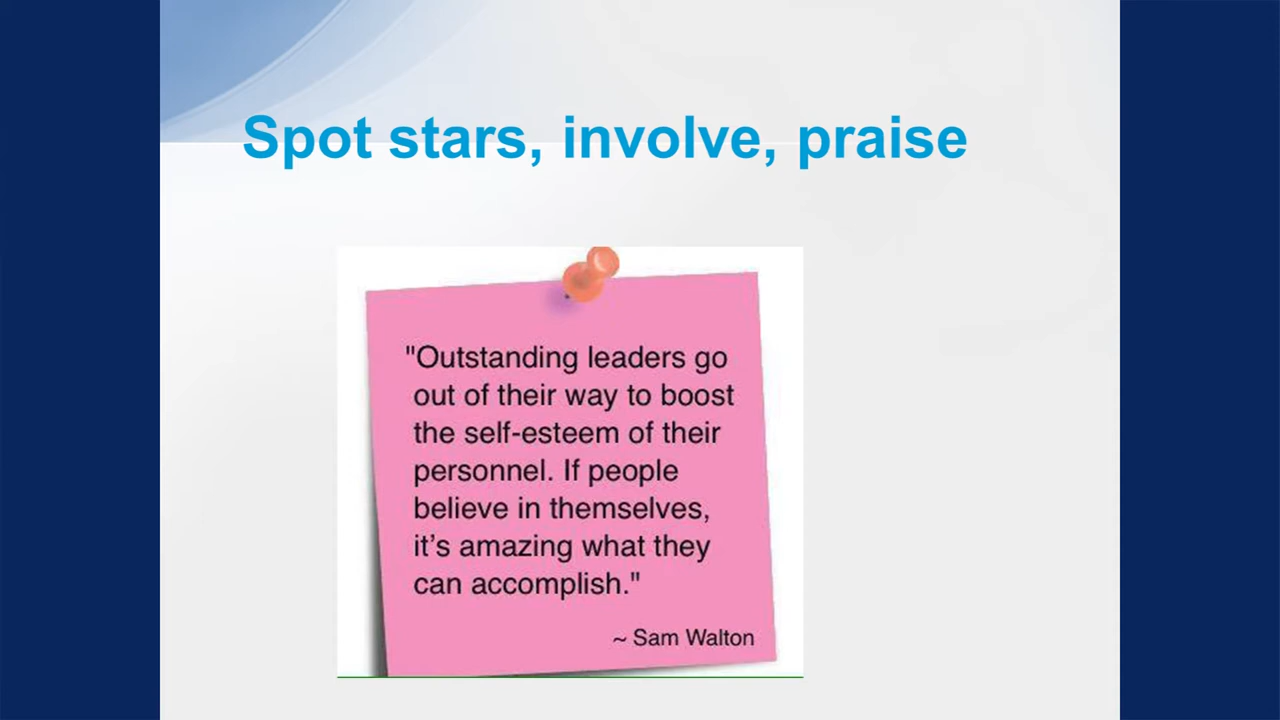 Spot stars, involve, praise
"Outstanding leaders go
out of their way to boost
the self-esteem of their
personnel. If people
believe in themselves,
it’s amazing what they
can accomplish."
~ Sam Walton